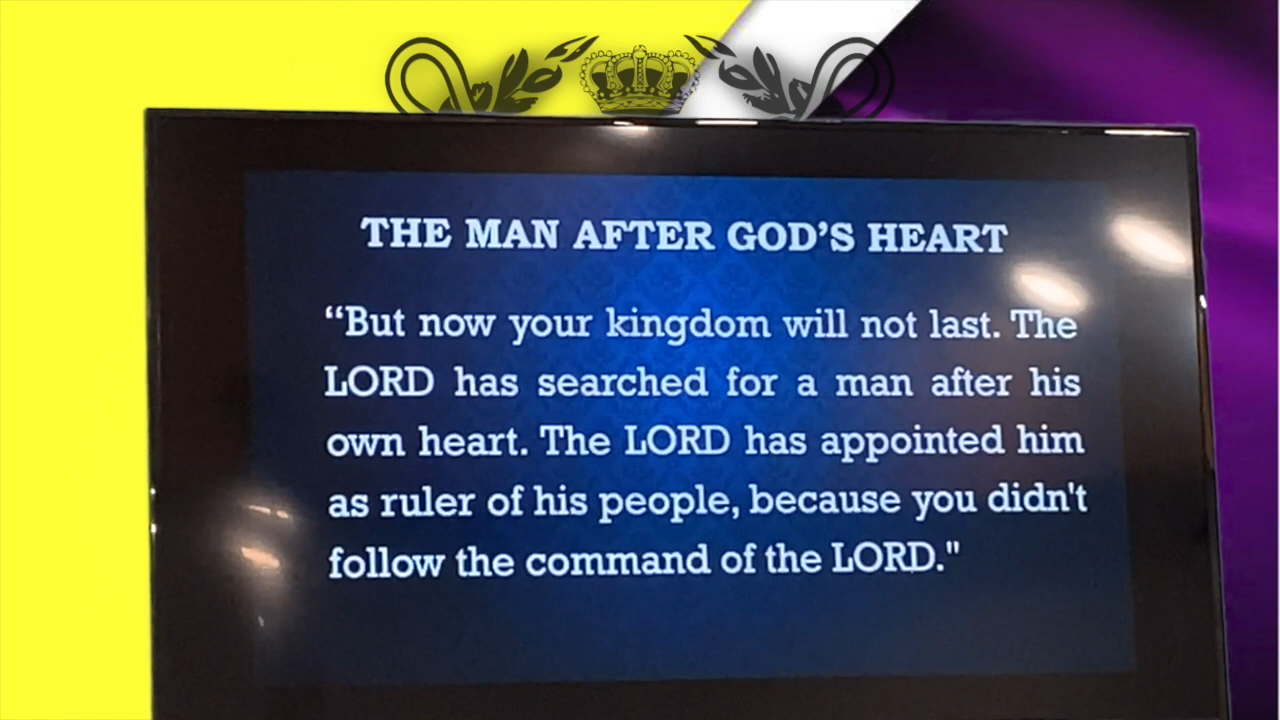 THE MAN AFTER GOD’S HEART
“But now your kingdom will not last. The
LORD has searched for a man after his
own heart. The LORD has appointed him
as ruler of his people, because you didn't
follow the command of the LORD."